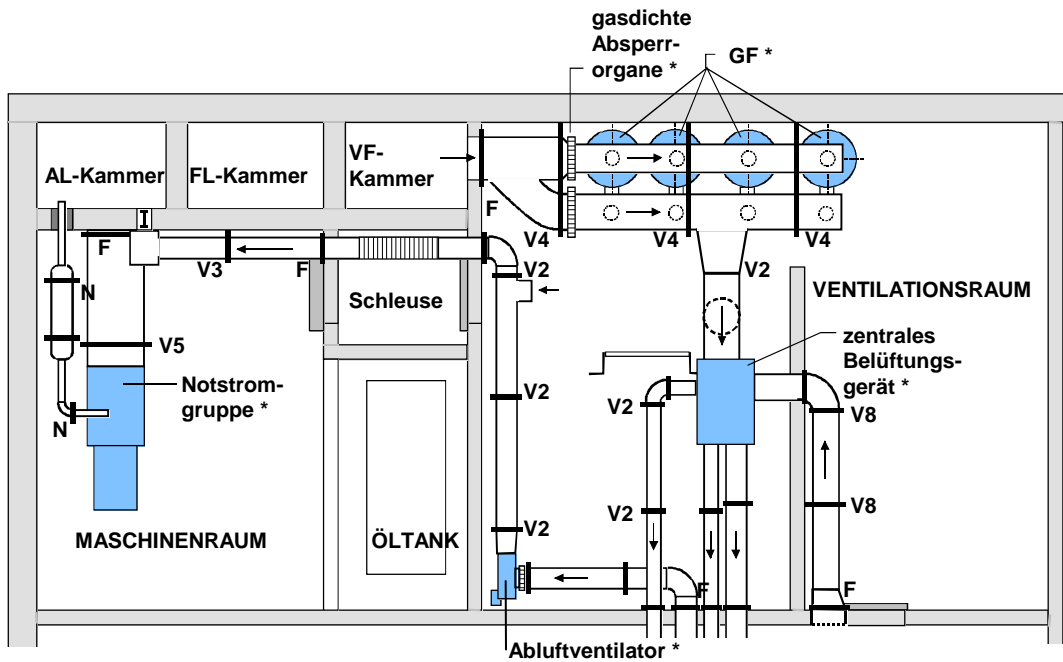 gasdichte
Absperr-
organe *
GF *
AL-Kammer
FL-Kammer
VF-
Kammer
F
I
F
V4
V4
V4
V3
F
V2
V2
N
Schleuse
VENTILATIONSRAUM
V5
zentrales
Belüftungs-
gerät *
Notstrom-
gruppe *
V2
V2
V8
N
V2
V8
MASCHINENRAUM
ÖLTANK
V2
F
F
Abluftventilator *